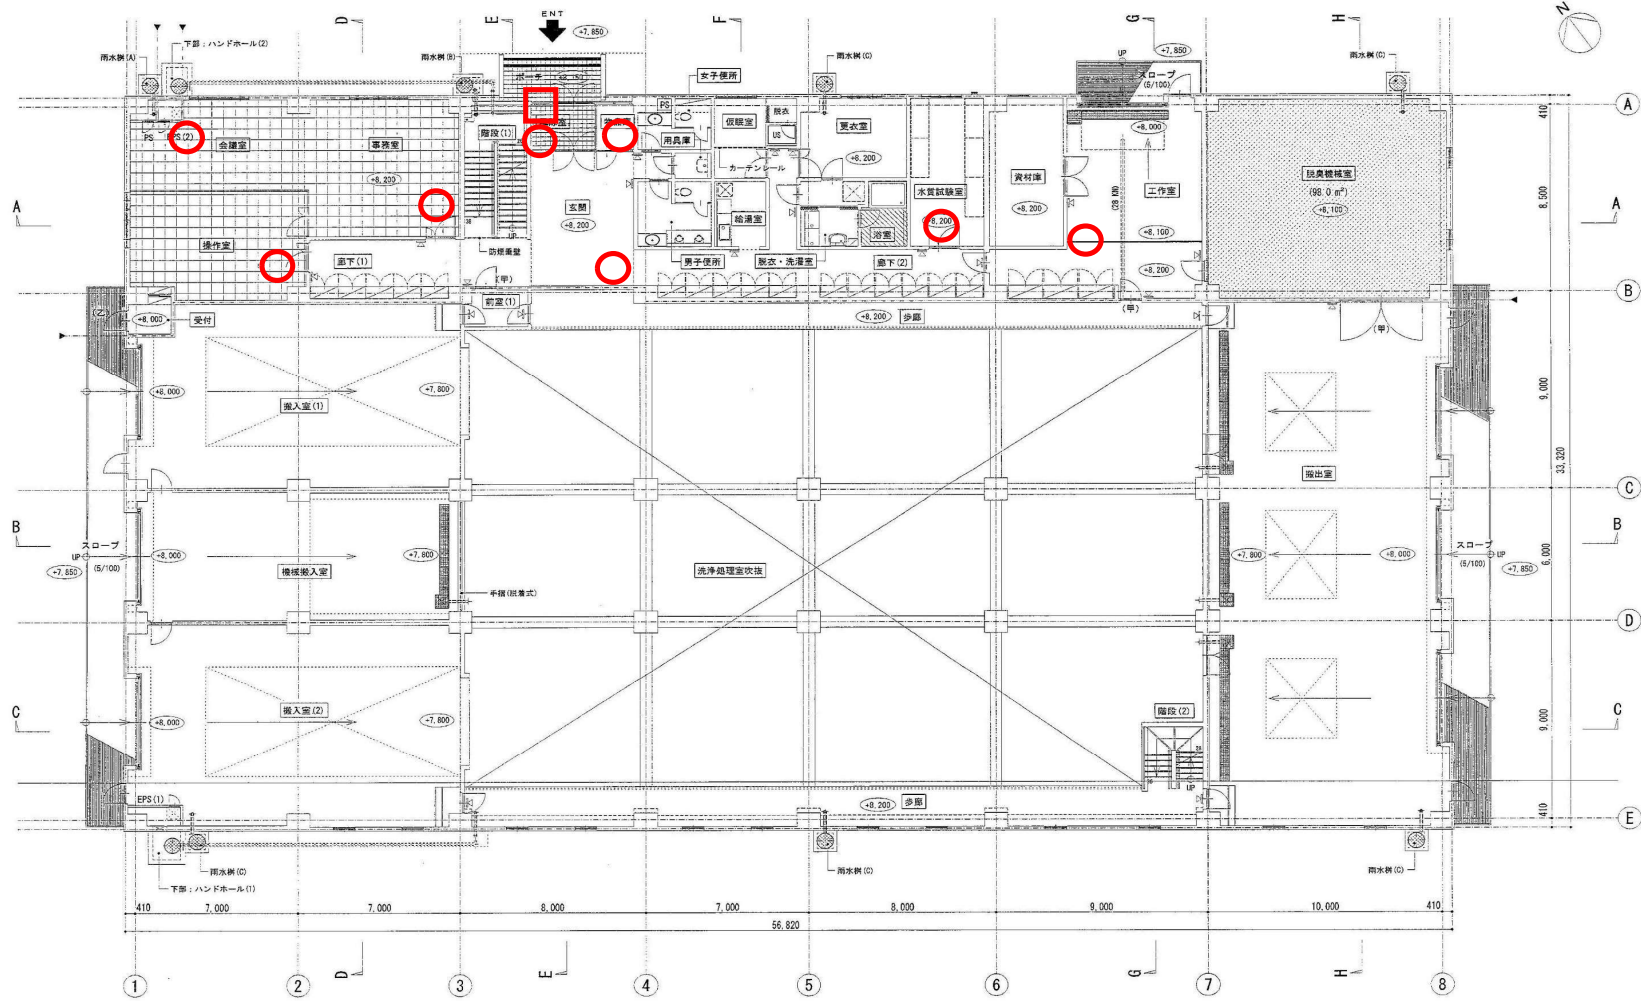 D E ENT F G H N
+7,850
下部：ハンドホール(2)
雨水桝(A)
雨水桝(B)
ポーチ
女子便所
雨水桝(C)
UP
+7,850
スロープ
(5/100)
雨水桝(C)
A
410
PS
EPS(2)
会議室
事務室
階段(1)
PS
用具庫
仮眠室
脱衣
US
更衣室
+8,000
+8,200
カーテンレール
+8,200
資材庫
工作室
脱臭機械室
(98.0 ㎡)
+8,100
8,500
A
玄関
+8,200
給湯室
水質試験室
+8,200
浴室
+8,200
+8,100
A
操作室
廊下(1)
UP
防煙垂壁
男子便所
脱衣・洗濯室
廊下(2)
+8,200
(甲)
前室(1)
(甲)
B
(乙)
+8,000
受付
+8,200
歩廊
(甲)
+8,000
+7,800
搬入室(1)
9,000
33,320
搬出室
C
B
スロープ
UP
(5/100)
+7,850
+8,000
+7,800
機械搬入室
手摺(脱着式)
洗浄処理室吹抜
+7,800
+8,000
スロープ
UP
(5/100)
+7,850
6,000
B
D
C
+8,000
搬入室(2)
+7,800
階段(2)
UP
9,000
C
EPS(1)
+8,200
歩廊
410
E
雨水桝(C)
下部：ハンドホール(1)
雨水桝(C)
雨水桝(C)
410 7,000 7,000 8,000 7,000 8,000 9,000 10,000 410
56,820
D E G H
1 2 3 4 5 6 7 8